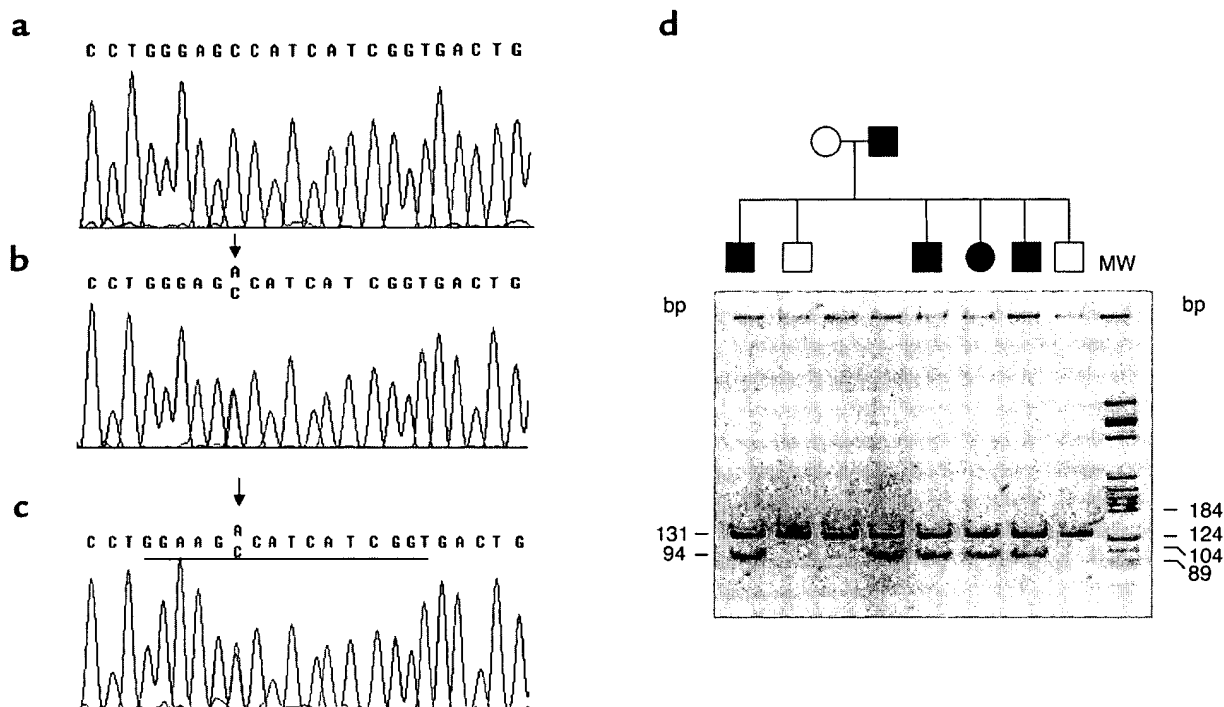 a
C C T G G G A G C C A T C A T C G G T G A C T G
b
A
C C T G G G A G C A T C A T C G G T G A C T G
C
c
A
C C T G G A A G C A T C A T C G G T G A C T G
C
d
MW
bp bp
184
131 124
94 104
89